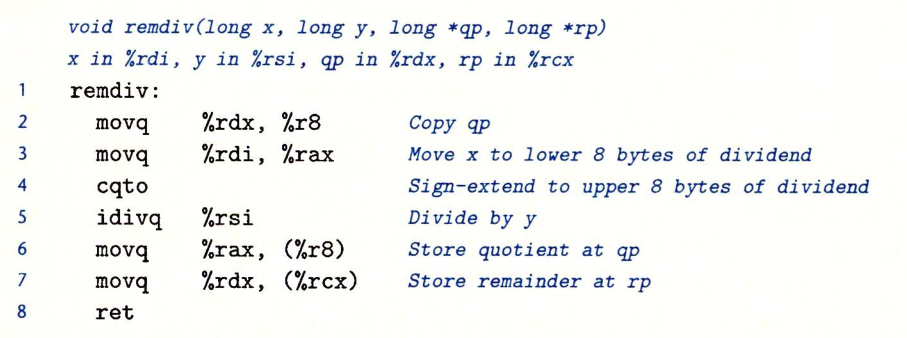 void remdiv(long x, long y, long *qp, long *rp)
x in %rdi, y in %rsi, qp in %rdx, rp in %rcx
1 remdiv:
2 movq %rdx, %r8 Copy qp
3 movq %rdi, %rax Move x to lower 8 bytes of dividend
4 cqto Sign-extend to upper 8 bytes of dividend
5 idivq %rsi Divide by y
6 movq %rax, (%r8) Store quotient at qp
7 movq %rdx, (%rcx) Store remainder at rp
8 ret